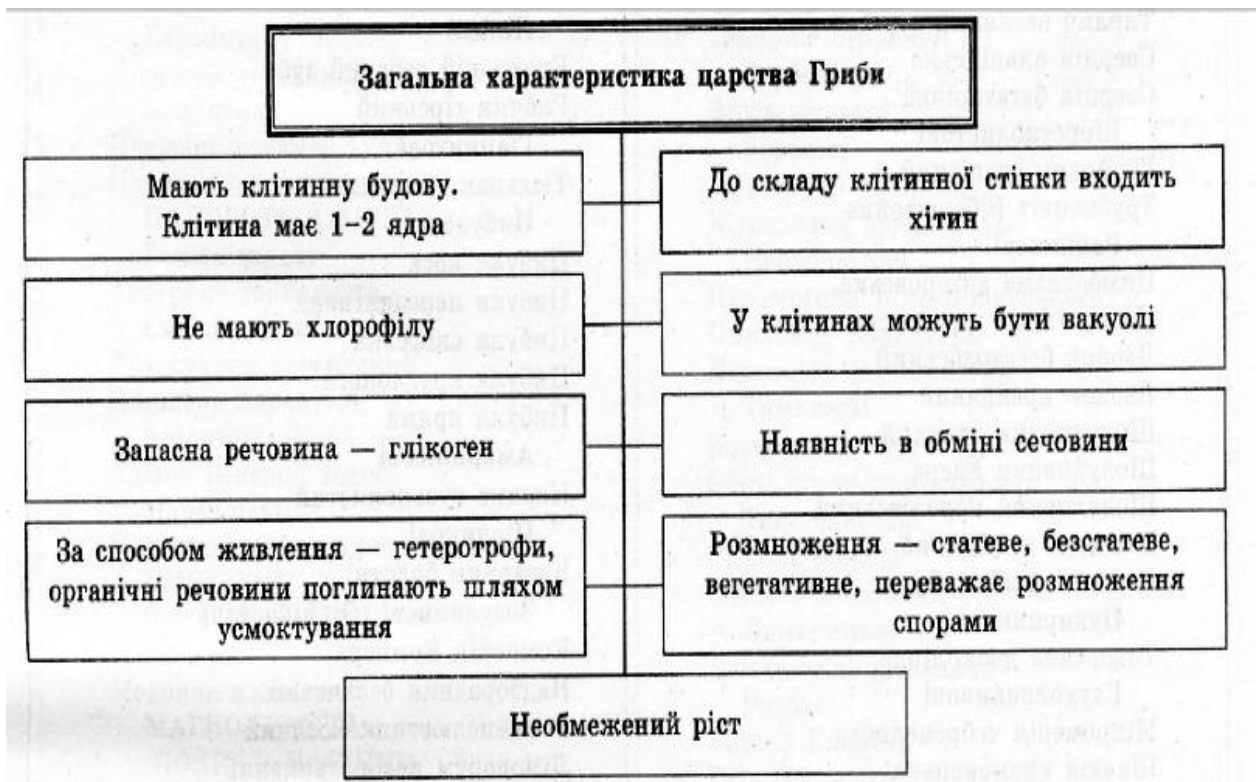 Загальна характеристика царства Гриби
Мають клітинну будову.
Клітина має 1–2 ядра
До складу клітинної стінки входить
хітин
Не мають хлорофілу
У клітинах можуть бути вакуолі
Запасна речовина — глікоген
Наявність в обміні сечовини
За способом живлення — гетеротрофи,
органічні речовини поглинають шляхом
усмоктування
Розмноження — статеве, безстатеве,
вегетативне, переважає розмноження
спорами
Необмежений ріст